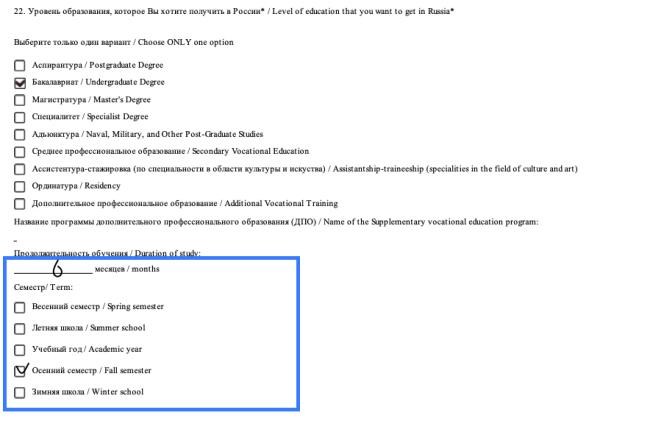 22. Уровень образования, которое Вы хотите получить в России* / Level of education that you want to get in Russia*
Выберите только один вариант / Choose ONLY one option
Аспирантура / Postgraduate Degree
Бакалавриат / Undergraduate Degree
Магистратура / Master's Degree
Специалитет / Specialist Degree
Адъюнктура / Naval, Military, and Other Post-Graduate Studies
Среднее профессиональное образование / Secondary Vocational Education
Ассистентура-стажировка (по специальности в области культуры и искуства) / Assistantship-traineeship (specialities in the field of culture and art)
Ординатура / Residency
Дополнительное профессиональное образование / Additional Vocational Training
Название программы дополнительного профессионального образования (ДПО) / Name of the Supplementary vocational education program:
-
Продолжительность обучения / Duration of study:
6 месяцев / months
Семестр/ Term:
Весенний семестр / Spring semester
Летняя школа / Summer school
Учебный год / Academic year
Осенний семестр / Fall semester
Зимняя школа / Winter school